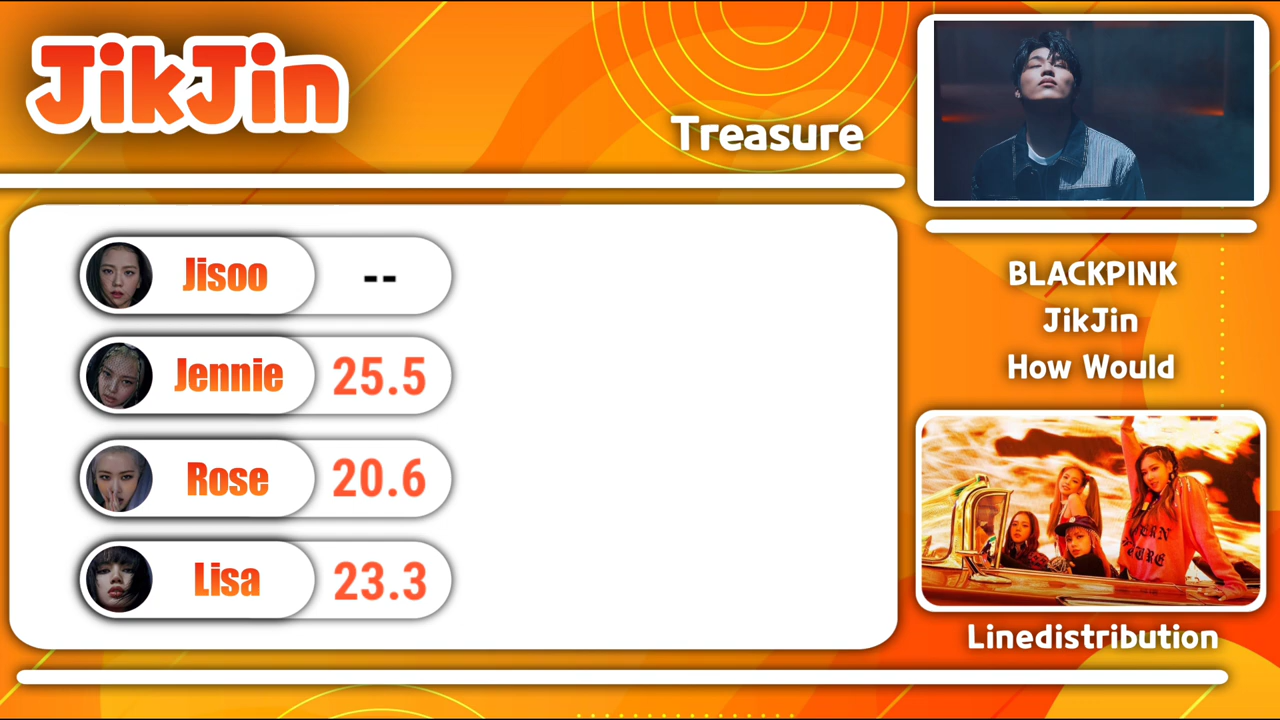 JikJin
Treasure
Jisoo
--
Jennie
25.5
Rose
20.6
Lisa
23.3
BLACKPINK
JikJin
How Would
Linedistribution